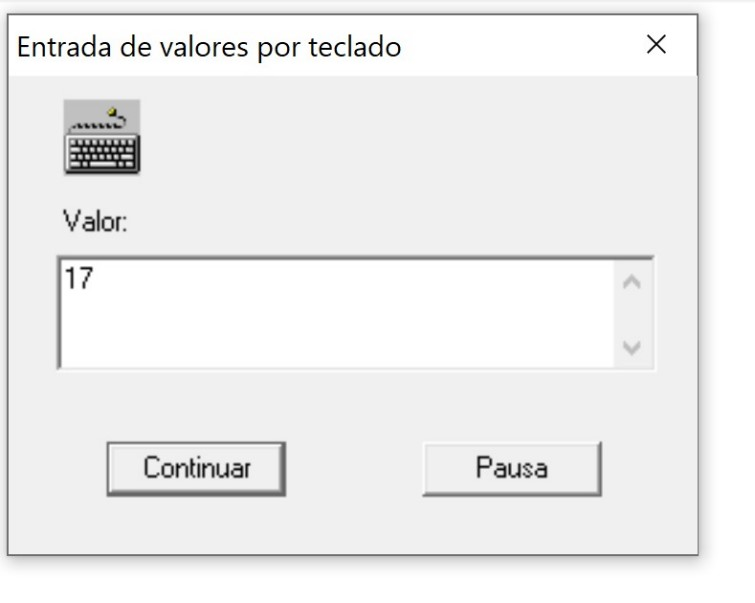 Entrada de valores por teclado
Valor:
17
Continuar
Pausa